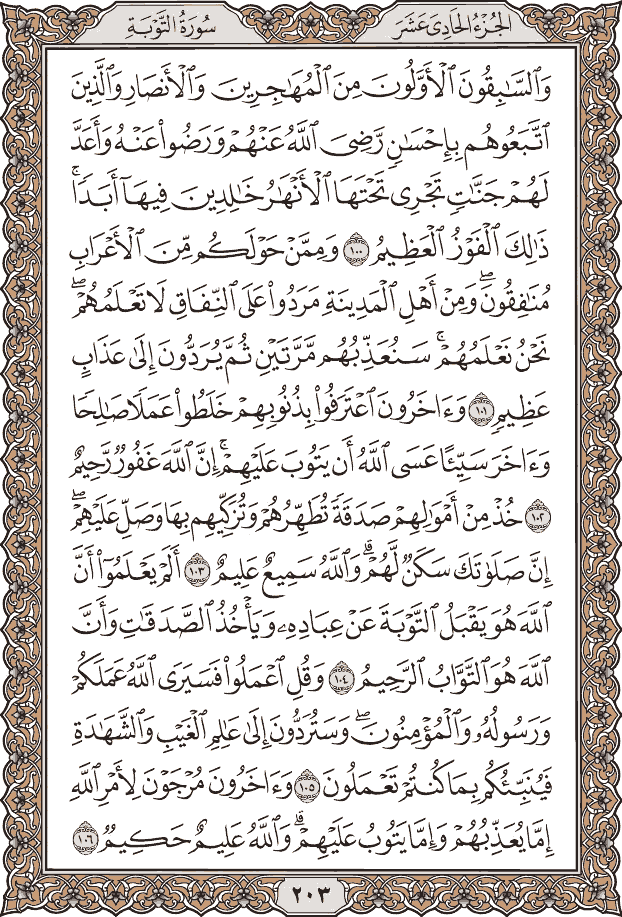 الجزء الحادي عشر
سورة التوبة
وَٱلسَّٰبِقُونَ ٱلْأَوَّلُونَ مِنَ ٱلْمُهَٰجِرِينَ وَٱلْأَنصَارِ وَٱلَّذِينَ
ٱتَّبَعُوهُم بِإِحْسَٰنٍ رَّضِىَ ٱللَّهُ عَنْهُمْ وَرَضُوا۟ عَنْهُ وَأَعَدَّ
لَهُمْ جَنَّٰتٍ تَجْرِى تَحْتَهَا ٱلْأَنْهَٰرُ خَٰلِدِينَ فِيهَآ أَبَدًا ۚ
ذَٰلِكَ ٱلْفَوْزُ ٱلْعَظِيمُ ١٠٠ وَمِمَّنْ حَوْلَكُم مِّنَ ٱلْأَعْرَابِ
مُنَٰفِقُونَ ۖ وَمِنْ أَهْلِ ٱلْمَدِينَةِ مَرَدُوا۟ عَلَى ٱلنِّفَاقِ لَا تَعْلَمُهُمْ ۖ
نَحْنُ نَعْلَمُهُمْ ۚ سَنُعَذِّبُهُم مَّرَّتَيْنِ ثُمَّ يُرَدُّونَ إِلَىٰ عَذَابٍ
عَظِيمٍ ١٠١ وَءَاخَرُونَ ٱعْتَرَفُوا۟ بِذُنُوبِهِمْ خَلَطُوا۟ عَمَلًا صَٰلِحًا
وَءَاخَرَ سَيِّئًا عَسَى ٱللَّهُ أَن يَتُوبَ عَلَيْهِمْ ۚ إِنَّ ٱللَّهَ غَفُورٌ رَّحِيمٌ
١٠٢ خُذْ مِنْ أَمْوَٰلِهِمْ صَدَقَةً تُطَهِّرُهُمْ وَتُزَكِّيهِم بِهَا وَصَلِّ عَلَيْهِمْ ۖ
إِنَّ صَلَوٰتَكَ سَكَنٌ لَّهُمْ ۗ وَٱللَّهُ سَمِيعٌ عَلِيمٌ ١٠٣ أَلَمْ يَعْلَمُوٓا۟ أَنَّ
ٱللَّهَ هُوَ يَقْبَلُ ٱلتَّوْبَةَ عَنْ عِبَادِهِۦ وَيَأْخُذُ ٱلصَّدَقَٰتِ وَأَنَّ
ٱللَّهَ هُوَ ٱلتَّوَّابُ ٱلرَّحِيمُ ١٠٤ وَقُلِ ٱعْمَلُوا۟ فَسَيَرَى ٱللَّهُ عَمَلَكُمْ
وَرَسُولُهُۥ وَٱلْمُؤْمِنُونَ ۖ وَسَتُرَدُّونَ إِلَىٰ عَٰلِمِ ٱلْغَيْبِ وَٱلشَّهَٰدَةِ
فَيُنَبِّئُكُم بِمَا كُنتُمْ تَعْمَلُونَ ١٠٥ وَءَاخَرُونَ مُرْجَوْنَ لِأَمْرِ ٱللَّهِ
إِمَّا يُعَذِّبُهُمْ وَإِمَّا يَتُوبُ عَلَيْهِمْ ۗ وَٱللَّهُ عَلِيمٌ حَكِيمٌ ١٠٦
٢٠٣